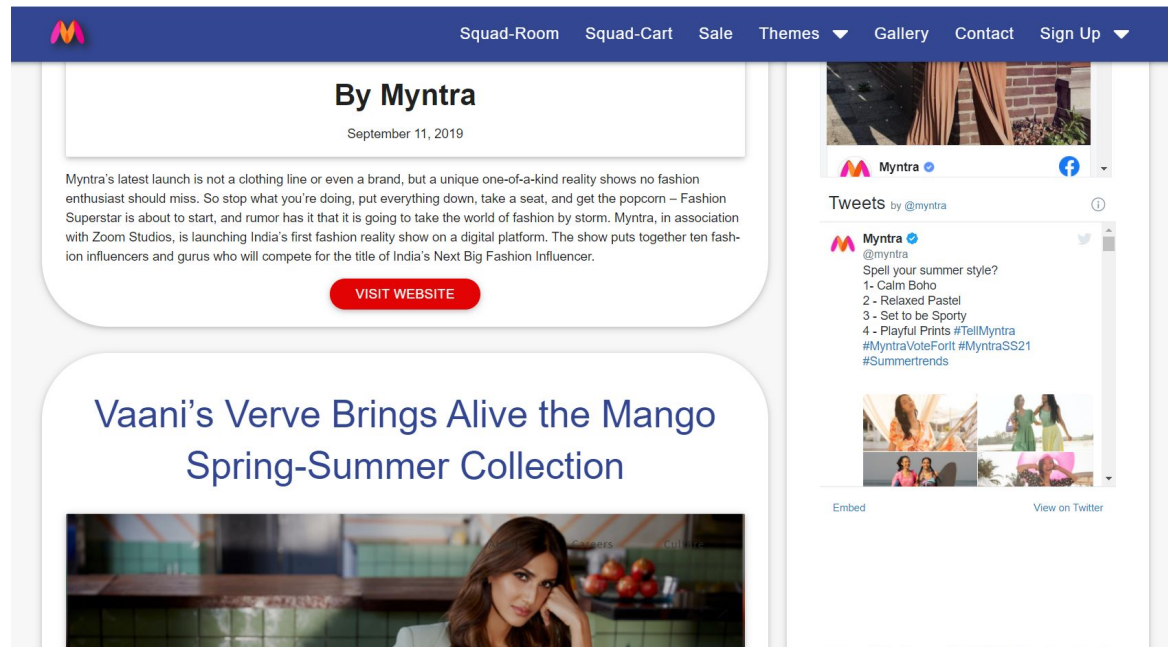 Squad-Room Squad-Cart Sale Themes Gallery Contact Sign Up
By Myntra
September 11, 2019
Myntra's latest launch is not a clothing line or even a brand, but a unique one-of-a-kind reality shows no fashion
enthusiast should miss. So stop what you're doing, put everything down, take a seat, and get the popcorn – Fashion
Superstar is about to start, and rumor has it that it is going to take the world of fashion by storm. Myntra, in association
with Zoom Studios, is launching India's first fashion reality show on a digital platform. The show puts together ten fash-
ion influencers and gurus who will compete for the title of India's Next Big Fashion Influencer.
VISIT WEBSITE
Vaani's Verve Brings Alive the Mango
Spring-Summer Collection
Careers Culture
Myntra
Tweets by @myntra
Myntra
@myntra
Spell your summer style?
1- Calm Boho
2 - Relaxed Pastel
3 - Set to be Sporty
4 - Playful Prints #TellMyntra
#MyntraVoteForIt #MyntraSS21
#Summertrends
Embed View on Twitter